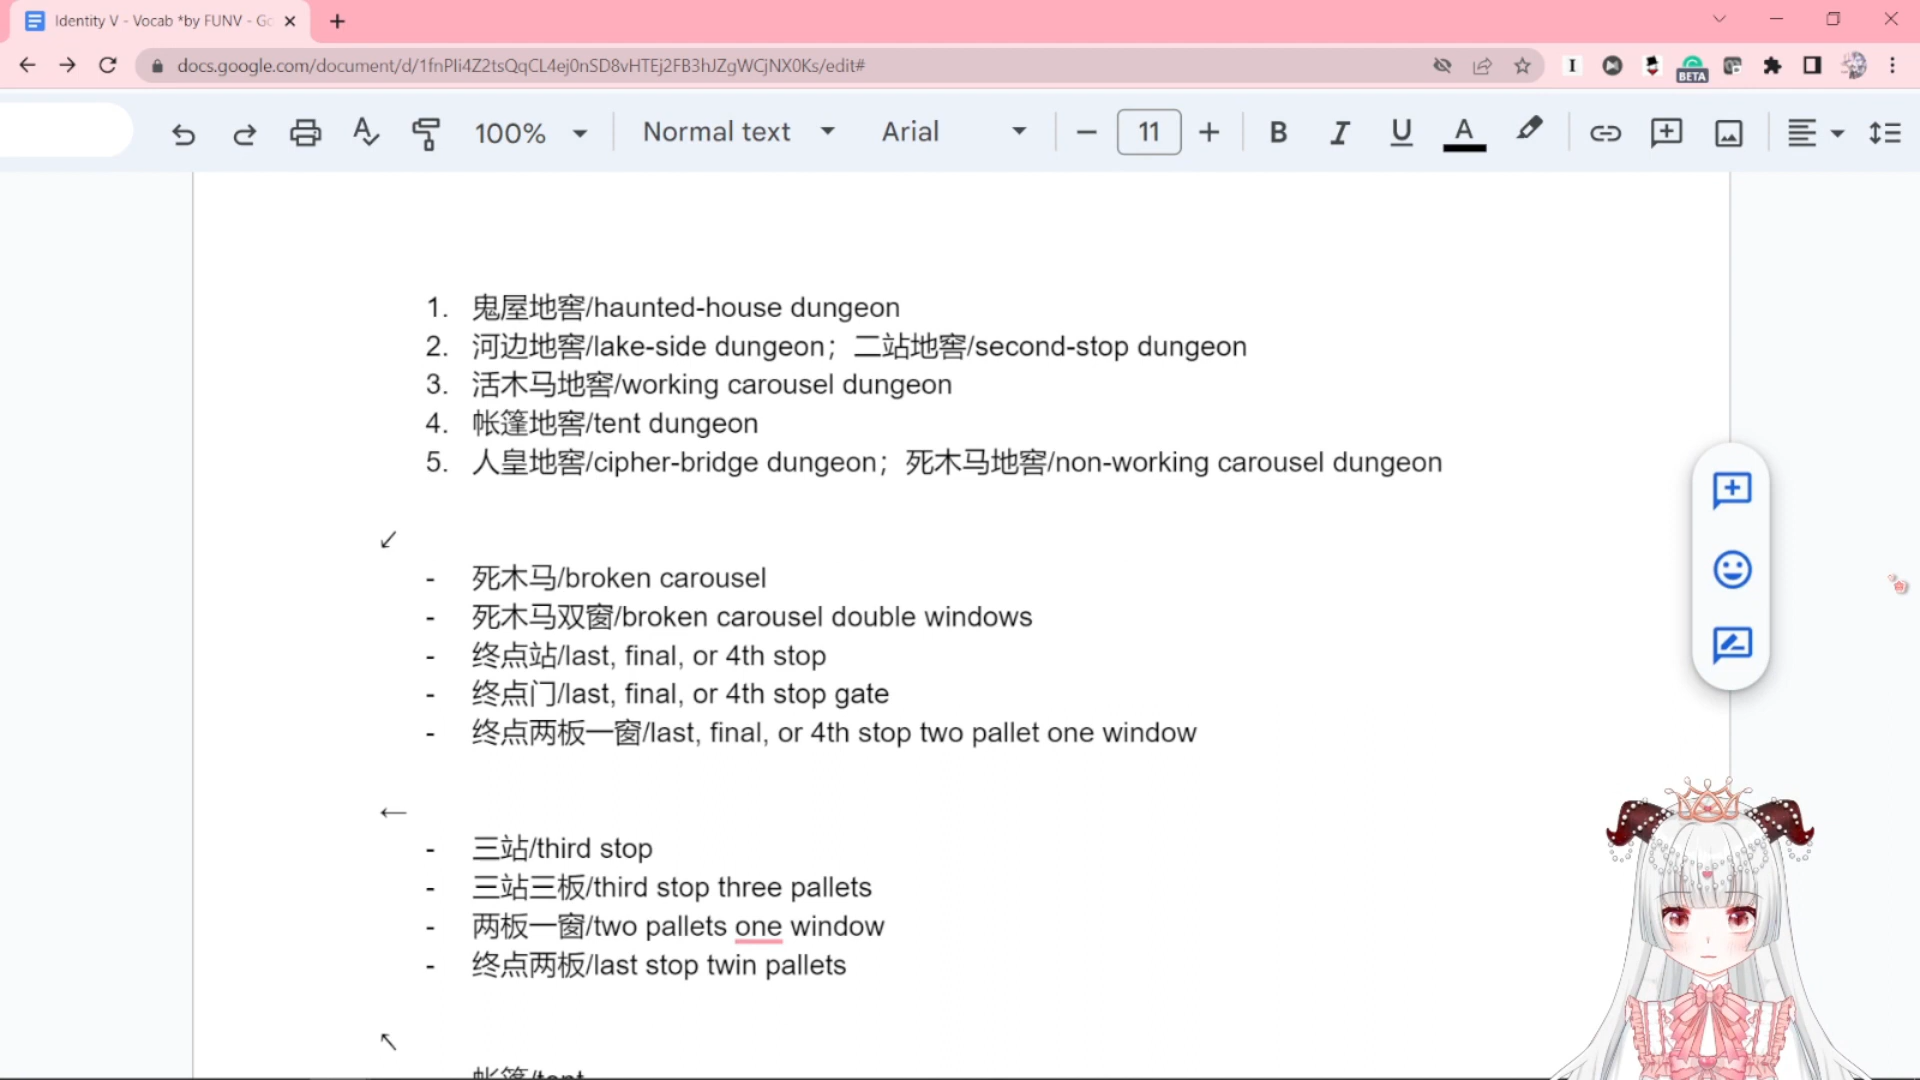 Identity V - Vocab *by FUNV - Go
docs.google.com/document/d/1fnPIi4Z2tsQqCL4ej0nSD8vHTEj2FB3hJZgWCjNX0Ks/edit#
BETA
100% Normal text Arial 11 B I U A
1. 鬼屋地窖/haunted-house dungeon
2. 河边地窖/lake-side dungeon；二站地窖/second-stop dungeon
3. 活木马地窖/working carousel dungeon
4. 帐篷地窖/tent dungeon
5. 人皇地窖/cipher-bridge dungeon；死木马地窖/non-working carousel dungeon
↙
- 死木马/broken carousel
- 死木马双窗/broken carousel double windows
- 终点站/last, final, or 4th stop
- 终点门/last, final, or 4th stop gate
- 终点两板一窗/last, final, or 4th stop two pallet one window
←
- 三站/third stop
- 三站三板/third stop three pallets
- 两板一窗/two pallets one window
- 终点两板/last stop twin pallets
↖
帐篷/tent